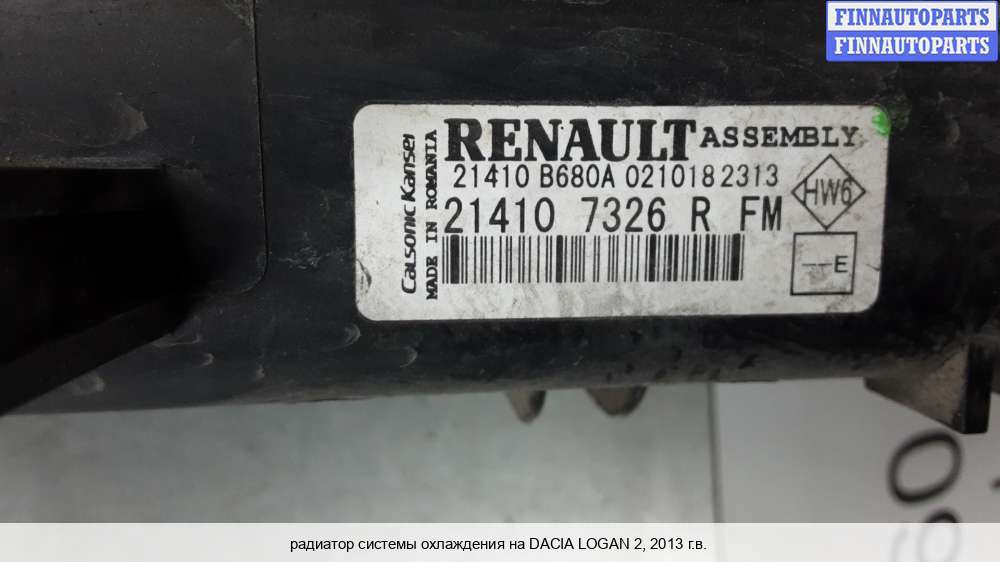 FINNAUTOPARTS
FINNAUTOPARTS
RENAULT ASSEMBLY
21410 B680A 0210182313
21410 7326 R FM
HW6
--E
Calsonic Kansei
MADE IN ROMANIA
радиатор системы охлаждения на DACIA LOGAN 2, 2013 г.в.